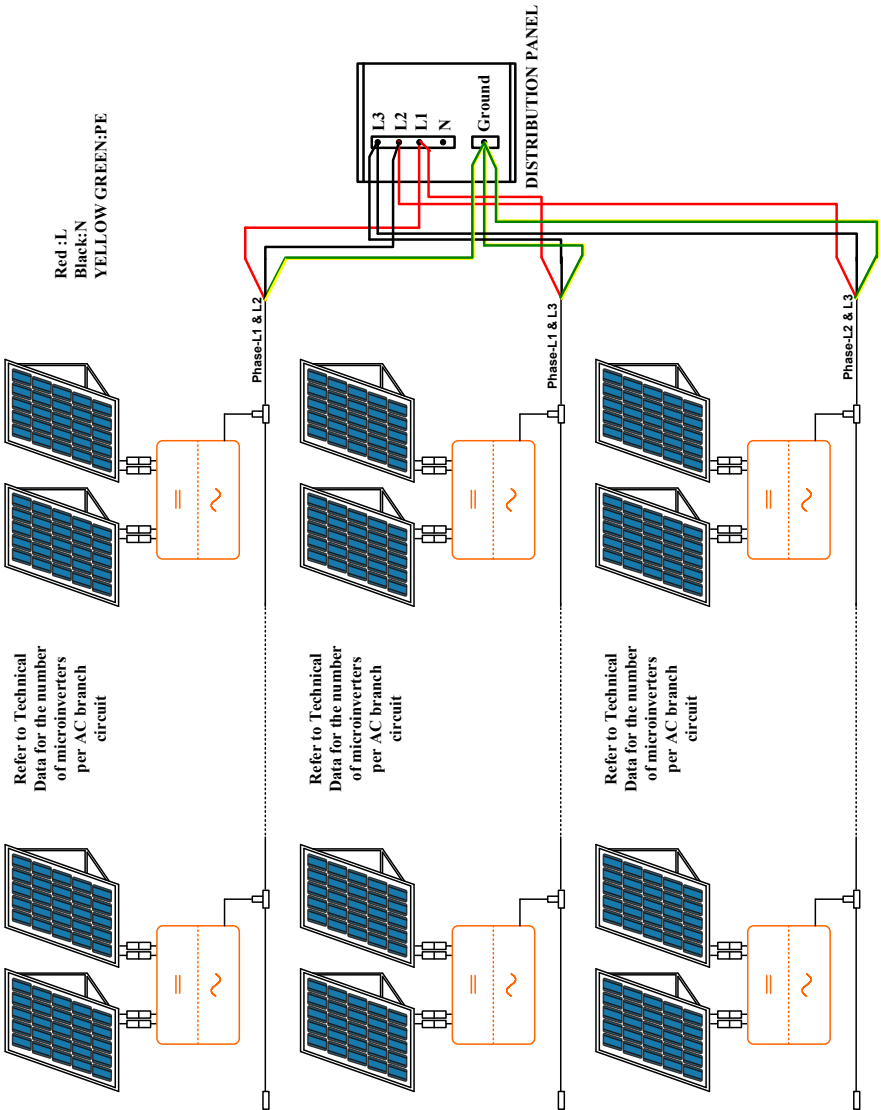 Red :L
Black:N
YELLOW GREEN:PE
L3
L2
L1
N
Ground
DISTRIBUTION PANEL
Phase-L1 & L2
Phase-L1 & L3
Phase-L2 & L3
Refer to Technical
Data for the number
of microinverters
per AC branch
circuit
Refer to Technical
Data for the number
of microinverters
per AC branch
circuit
Refer to Technical
Data for the number
of microinverters
per AC branch
circuit